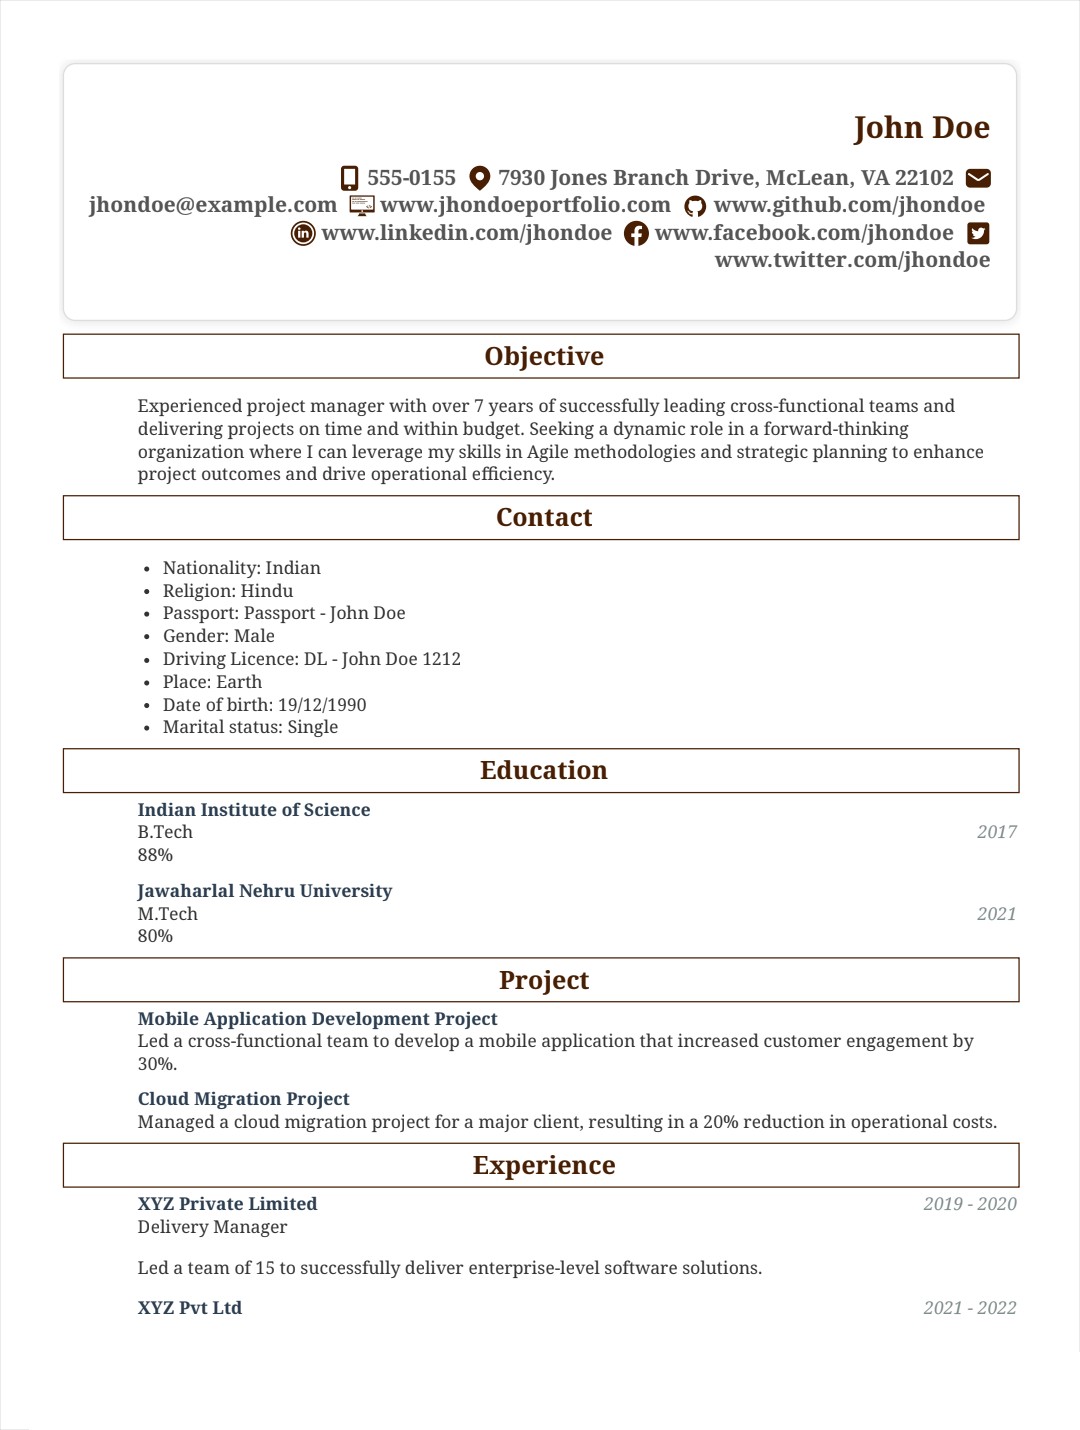 John Doe
555-0155 7930 Jones Branch Drive, McLean, VA 22102
jhondoe@example.com www.jhondoeportfolio.com www.github.com/jhondoe
www.linkedin.com/jhondoe www.facebook.com/jhondoe
www.twitter.com/jhondoe
Objective
Experienced project manager with over 7 years of successfully leading cross-functional teams and
delivering projects on time and within budget. Seeking a dynamic role in a forward-thinking
organization where I can leverage my skills in Agile methodologies and strategic planning to enhance
project outcomes and drive operational efficiency.
Contact
• Nationality: Indian
• Religion: Hindu
• Passport: Passport - John Doe
• Gender: Male
• Driving Licence: DL - John Doe 1212
• Place: Earth
• Date of birth: 19/12/1990
• Marital status: Single
Education
Indian Institute of Science
B.Tech 2017
88%
Jawaharlal Nehru University
M.Tech 2021
80%
Project
Mobile Application Development Project
Led a cross-functional team to develop a mobile application that increased customer engagement by
30%.
Cloud Migration Project
Managed a cloud migration project for a major client, resulting in a 20% reduction in operational costs.
Experience
XYZ Private Limited 2019 - 2020
Delivery Manager
Led a team of 15 to successfully deliver enterprise-level software solutions.
XYZ Pvt Ltd 2021 - 2022